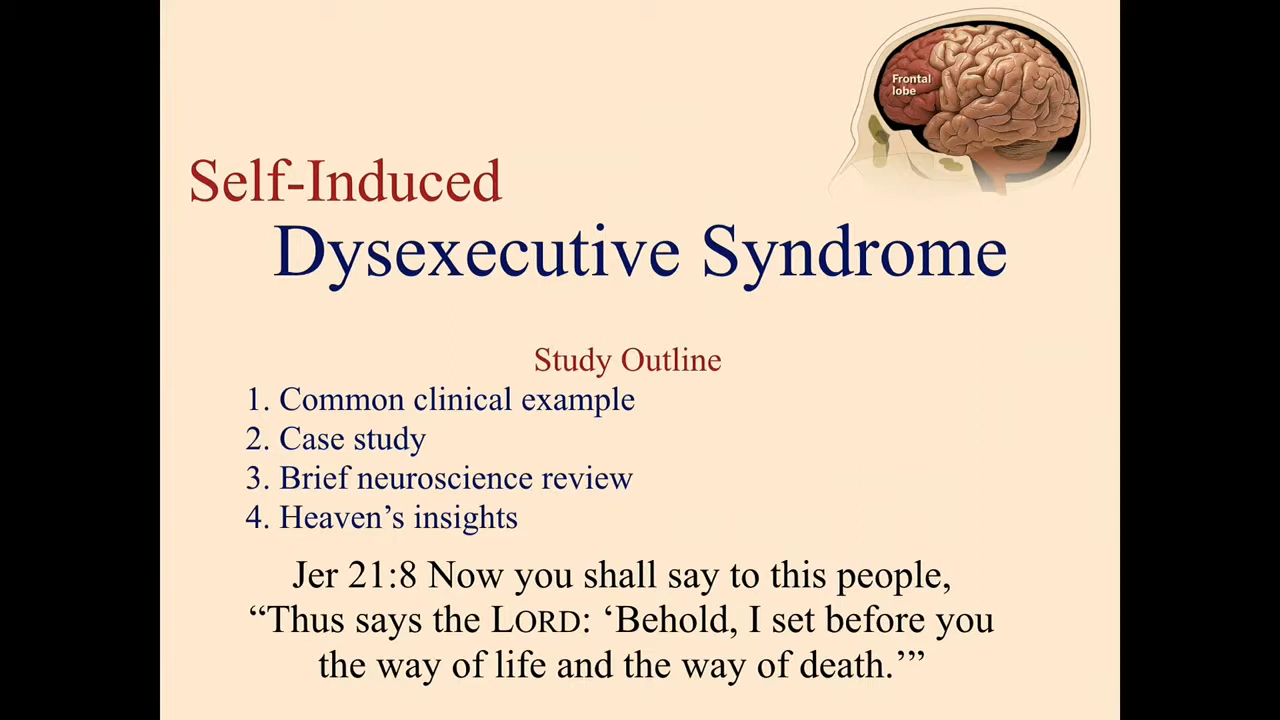 Frontal
lobe
Self-Induced
Dysexecutive Syndrome
Study Outline
1. Common clinical example
2. Case study
3. Brief neuroscience review
4. Heaven’s insights
Jer 21:8 Now you shall say to this people,
“Thus says the LORD: ‘Behold, I set before you
the way of life and the way of death.’”